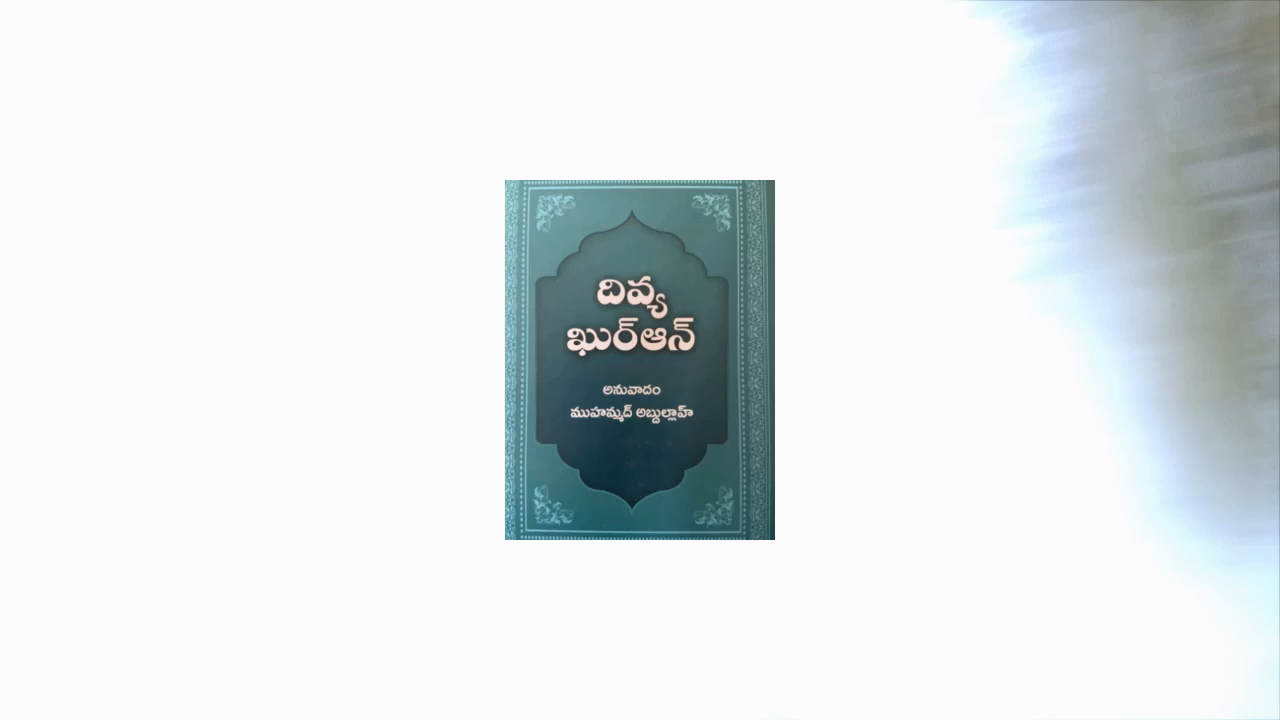 దివ్య
ఖుర్ఆన్
అనువాదం
ముహమ్మద్ అబ్దుల్లాహ్